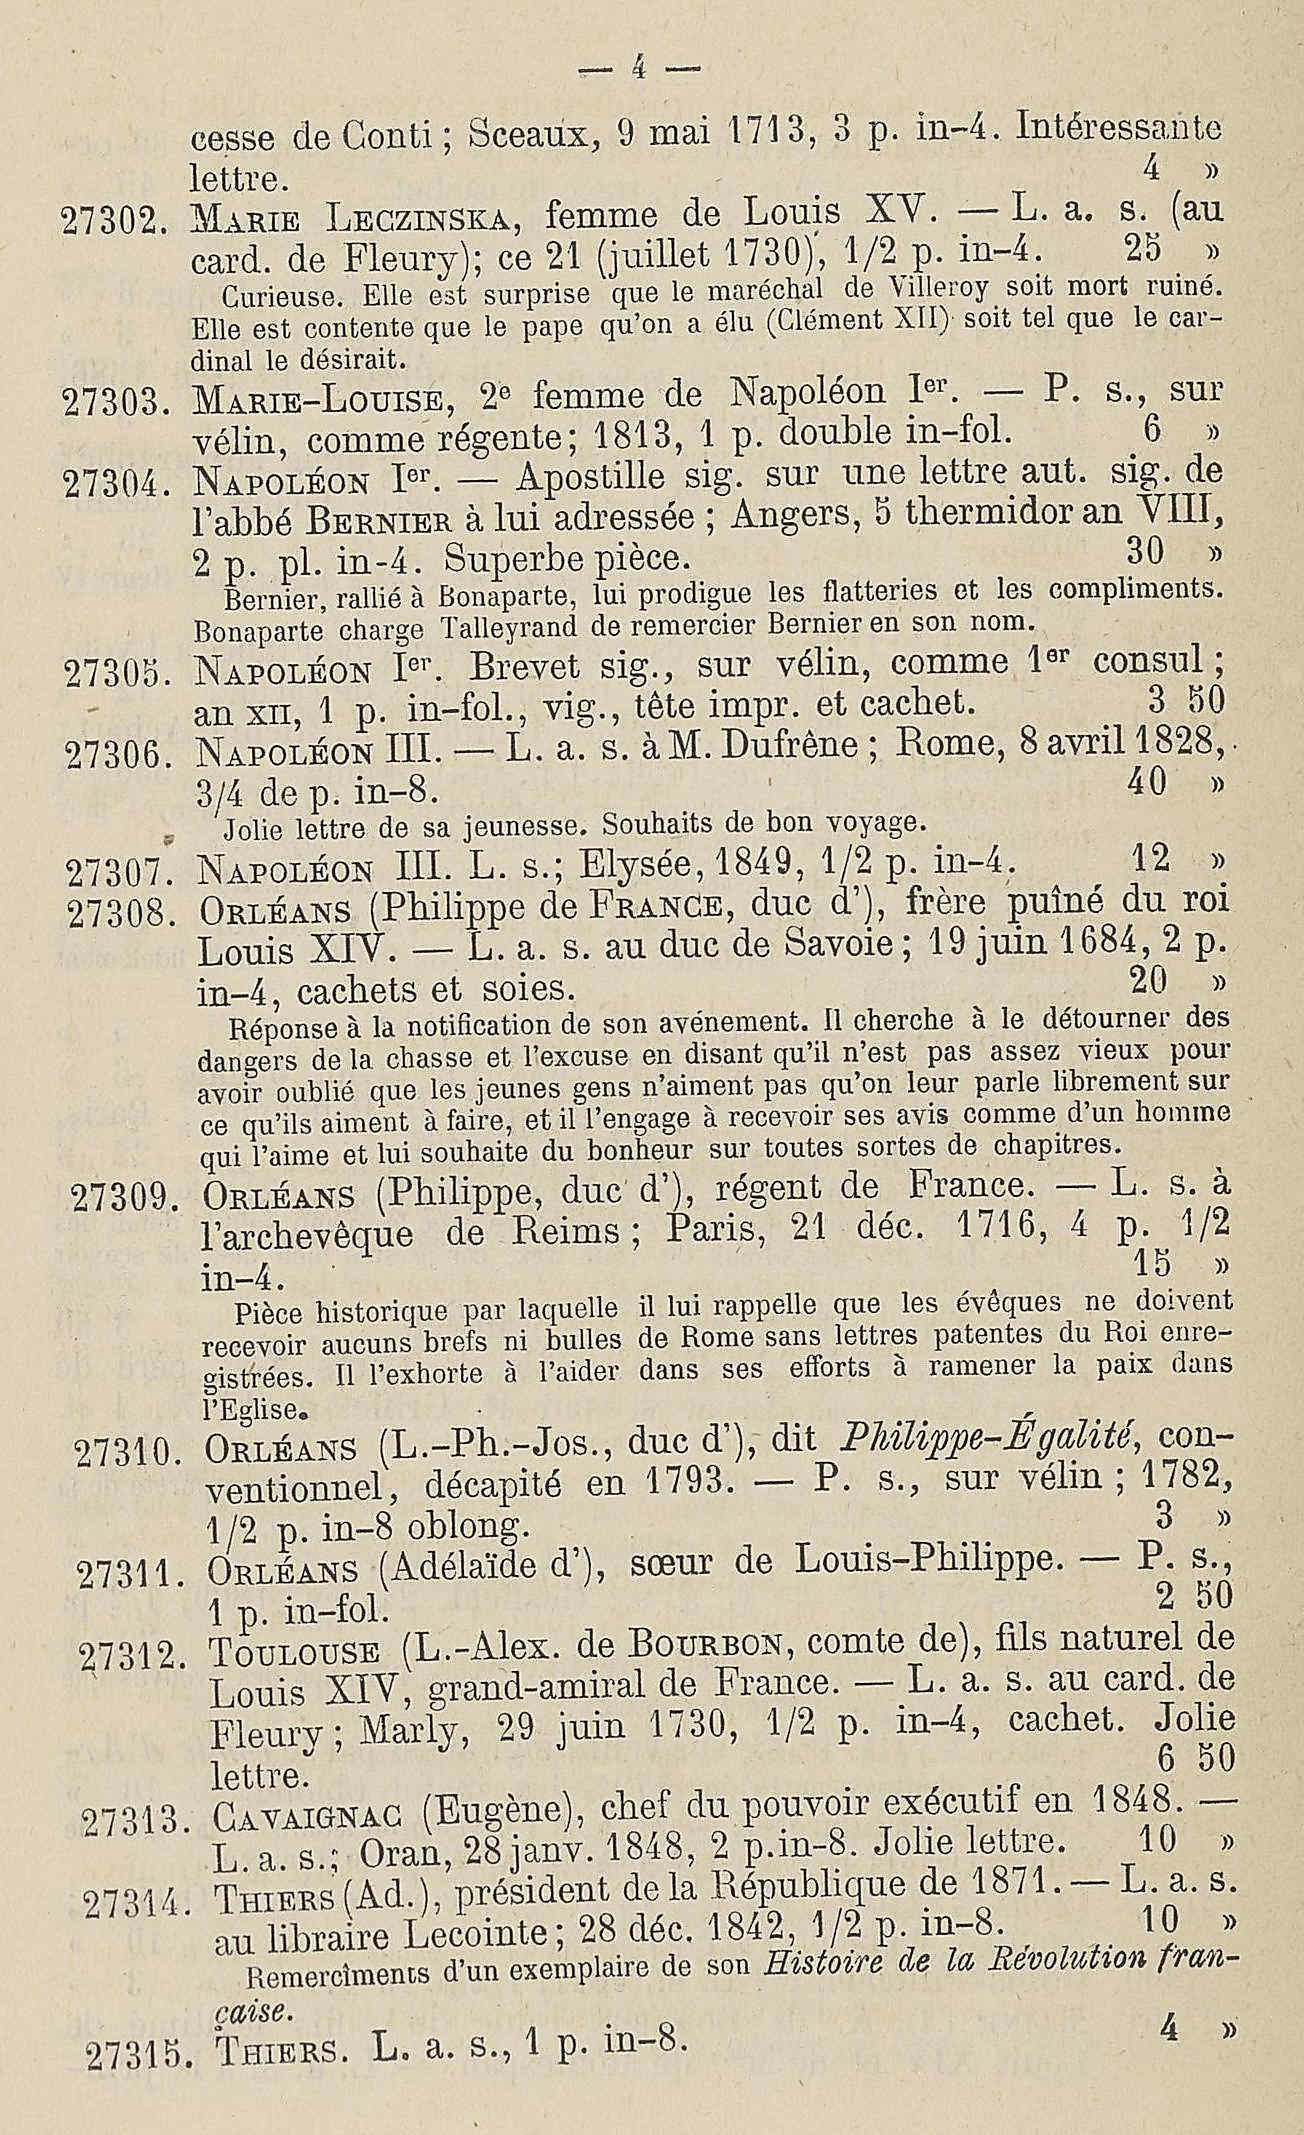 — 4 —
cesse de Conti ; Sceaux, 9 mai 1713, 3 p. in-4. Intéressante
lettre. 4 »
27302. MARIE LECZINSKA, femme de Louis XV. — L. a. s. (au
card. de Fleury); ce 21 (juillet 1730), 1/2 p. in-4. 25 »
Curieuse. Elle est surprise que le maréchal de Villeroy soit mort ruiné.
Elle est contente que le pape qu'on a élu (Clément XII) soit tel que le car-
dinal le désirait.
27303. MARIE-LOUISE, 2e femme de Napoléon Ier. — P. s., sur
vélin, comme régente; 1813, 1 p. double in-fol. 6 »
27304. NAPOLÉON Ier. — Apostille sig. sur une lettre aut. sig. de
l'abbé BERNIER à lui adressée ; Angers, 5 thermidor an VIII,
2 p. pl. in-4. Superbe pièce. 30 »
Bernier, rallié à Bonaparte, lui prodigue les flatteries et les compliments.
Bonaparte charge Talleyrand de remercier Bernier en son nom.
27305. NAPOLÉON Ier. Brevet sig., sur vélin, comme 1er consul ;
an XII, 1 p. in-fol., vig., tête impr. et cachet. 3 50
27306. NAPOLÉON III. — L. a. s. à M. Dufrêne ; Rome, 8 avril 1828,
3/4 de p. in-8. 40 »
Jolie lettre de sa jeunesse. Souhaits de bon voyage.
27307. NAPOLÉON III. L. s.; Elysée, 1849, 1/2 p. in-4. 12 »
27308. ORLÉANS (Philippe de FRANCE, duc d'), frère puîné du roi
Louis XIV. — L. a. s. au duc de Savoie ; 19 juin 1684, 2 p.
in-4, cachets et soies. 20 »
Réponse à la notification de son avénement. Il cherche à le détourner des
dangers de la chasse et l'excuse en disant qu'il n'est pas assez vieux pour
avoir oublié que les jeunes gens n'aiment pas qu'on leur parle librement sur
ce qu'ils aiment à faire, et il l'engage à recevoir ses avis comme d'un homme
qui l'aime et lui souhaite du bonheur sur toutes sortes de chapitres.
27309. ORLÉANS (Philippe, duc d'), régent de France. — L. s. à
l'archevêque de Reims ; Paris, 21 déc. 1716, 4 p. 1/2
in-4. 15 »
Pièce historique par laquelle il lui rappelle que les évêques ne doivent
recevoir aucuns brefs ni bulles de Rome sans lettres patentes du Roi enre-
gistrées. Il l'exhorte à l'aider dans ses efforts à ramener la paix dans
l'Eglise.
27310. ORLÉANS (L.-Ph.-Jos., duc d'), dit Philippe-Égalité, con-
ventionnel, décapité en 1793. — P. s., sur vélin ; 1782,
1/2 p. in-8 oblong. 3 »
27311. ORLÉANS (Adélaïde d'), sœur de Louis-Philippe. — P. s.,
1 p. in-fol. 2 50
27312. TOULOUSE (L.-Alex. de BOURBON, comte de), fils naturel de
Louis XIV, grand-amiral de France. — L. a. s. au card. de
Fleury ; Marly, 29 juin 1730, 1/2 p. in-4, cachet. Jolie
lettre. 6 50
27313. CAVAIGNAC (Eugène), chef du pouvoir exécutif en 1848. —
L. a. s.; Oran, 28 janv. 1848, 2 p. in-8. Jolie lettre. 10 »
27314. THIERS (Ad.), président de la République de 1871. — L. a. s.
au libraire Lecointe ; 28 déc. 1842, 1/2 p. in-8. 10 »
Remercîments d'un exemplaire de son Histoire de la Révolution fran-
çaise.
27315. THIERS. L. a. s., 1 p. in-8. 4 »